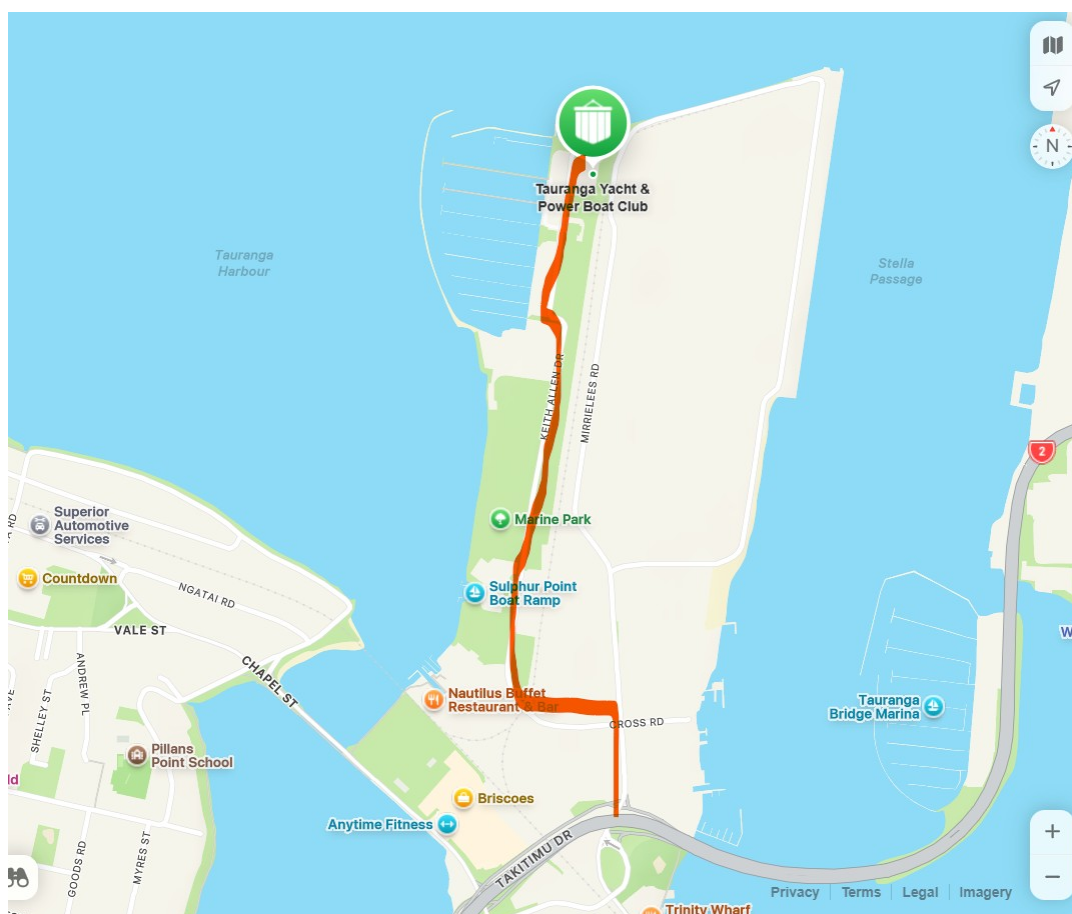 N
Tauranga Yacht &
Power Boat Club
Tauranga
Harbour
Stella
Passage
KEITH ALLEN DR
MIRRIELEES RD
2
Superior
Automotive
Services
Marine Park
Countdown
NGATAI RD
Sulphur Point
Boat Ramp
VALE ST
CHAPEL ST
ANDREW PL
SHELLEY ST
Nautilus Buffet
Restaurant & Bar
Tauranga
Bridge Marina
CROSS RD
Pillans
Point School
Briscoes
Anytime Fitness
TAKITIMU DR
GOODS RD
MYRES ST
+
−
Privacy
Terms
Legal
Imagery
Trinity Wharf